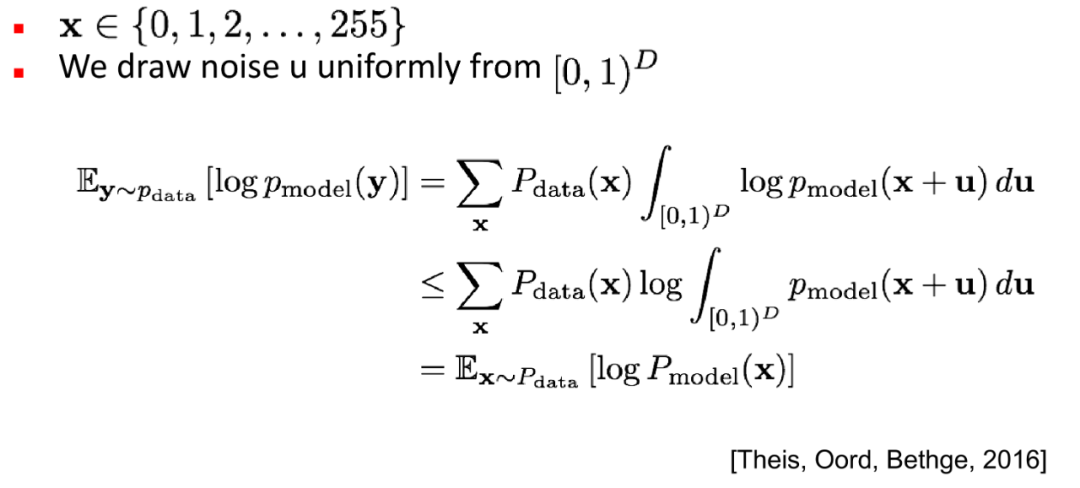 ▪ $\mathbf{x} \in \{0, 1, 2, \ldots, 255\}$
▪ We draw noise u uniformly from $[0, 1)^D$
$\mathbb{E}_{\mathbf{y} \sim p_{\text{data}}} [\log p_{\text{model}}(\mathbf{y})] = \sum_{\mathbf{x}} P_{\text{data}}(\mathbf{x}) \int_{[0,1)^D} \log p_{\text{model}}(\mathbf{x} + \mathbf{u}) \, d\mathbf{u}$
$\leq \sum_{\mathbf{x}} P_{\text{data}}(\mathbf{x}) \log \int_{[0,1)^D} p_{\text{model}}(\mathbf{x} + \mathbf{u}) \, d\mathbf{u}$
$= \mathbb{E}_{\mathbf{x} \sim P_{\text{data}}} [\log P_{\text{model}}(\mathbf{x})]$
[Theis, Oord, Bethge, 2016]